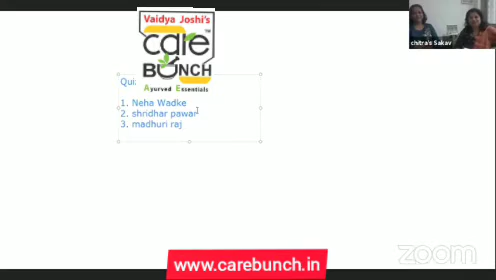 Vaidya Joshi's
care
BUNCH
TM
Ayurved Essentials
chitra's Sakav
Qui:
1. Neha Wadke
2. shridhar pawar
3. madhuri raj
www.carebunch.in
zoom